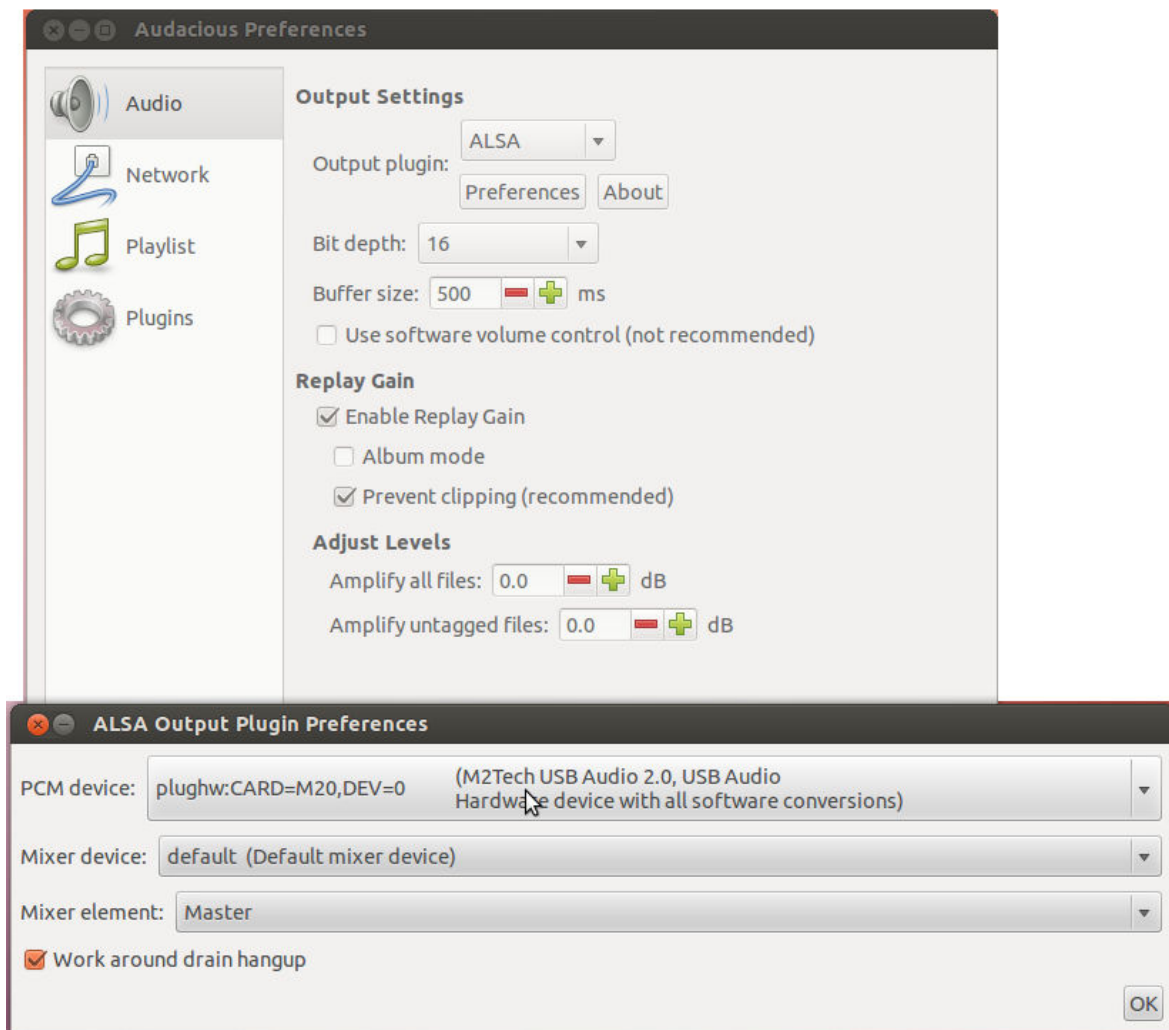 Audacious Preferences
Audio
Network
Playlist
Plugins
Output Settings
Output plugin:
ALSA
Preferences
About
Bit depth: 16
Buffer size: 500 ms
Use software volume control (not recommended)
Replay Gain
Enable Replay Gain
Album mode
Prevent clipping (recommended)
Adjust Levels
Amplify all files: 0.0 dB
Amplify untagged files: 0.0 dB
ALSA Output Plugin Preferences
PCM device: plughw:CARD=M20,DEV=0 (M2Tech USB Audio 2.0, USB Audio
Hardware device with all software conversions)
Mixer device: default (Default mixer device)
Mixer element: Master
Work around drain hangup
OK